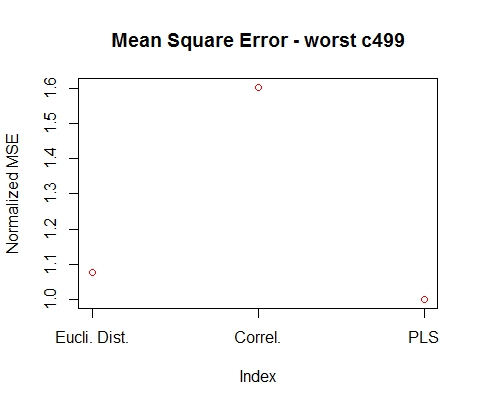 Mean Square Error - worst c499
Normalized MSE
1.6
1.5
1.4
1.3
1.2
1.1
1.0
Eucli. Dist.
Correl.
PLS
Index